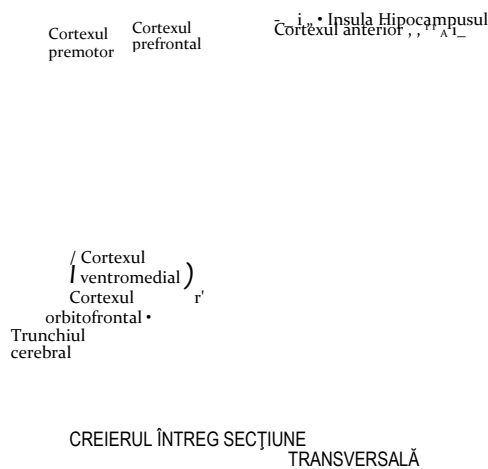 Cortexul premotor
Cortexul prefrontal
- _ i „ • Insula Hipocampusul
Cortexul anterior , ,
/ Cortexul
l ventromedial )
Cortexul r'
orbitofrontal •
Trunchiul
cerebral
CREIERUL ÎNTREG SECŢIUNE
TRANSVERSALĂ